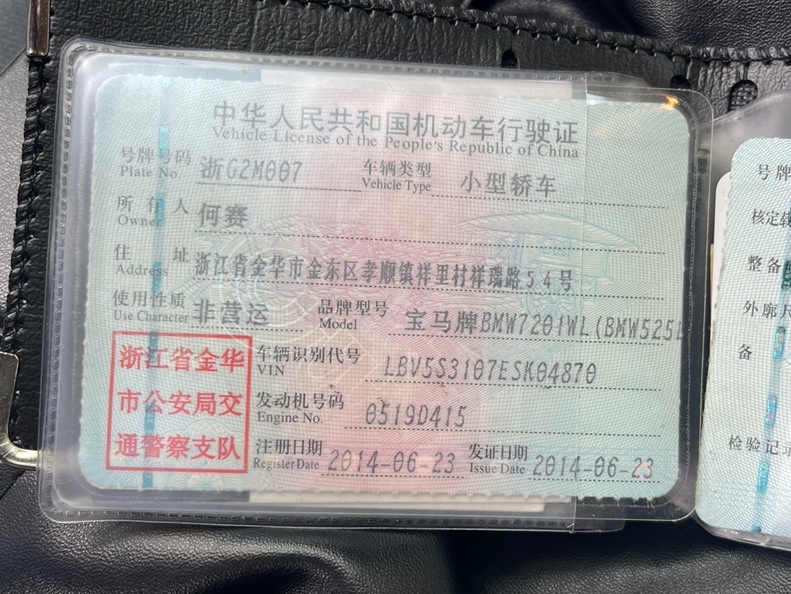 中华人民共和国机动车行驶证
Vehicle License of the People's Republic of China
号牌号码 浙G2M007 车辆类型 小型轿车
Plate No. Vehicle Type
所有人 何赛
Owner
住址 浙江省金华市金东区孝顺镇祥里村祥瑞路54号
Address
使用性质 非营运 品牌型号 宝马牌BMW7201WL(BMW525L
Use Character Model
浙江省金华
市公安局交
通警察支队
车辆识别代号 LBV5S3107ESK04870
VIN
发动机号码 0519D415
Engine No.
注册日期 2014-06-23 发证日期 2014-06-23
Register Date Issue Date
号牌
核定载
整备
外廓尺
备
检验记录